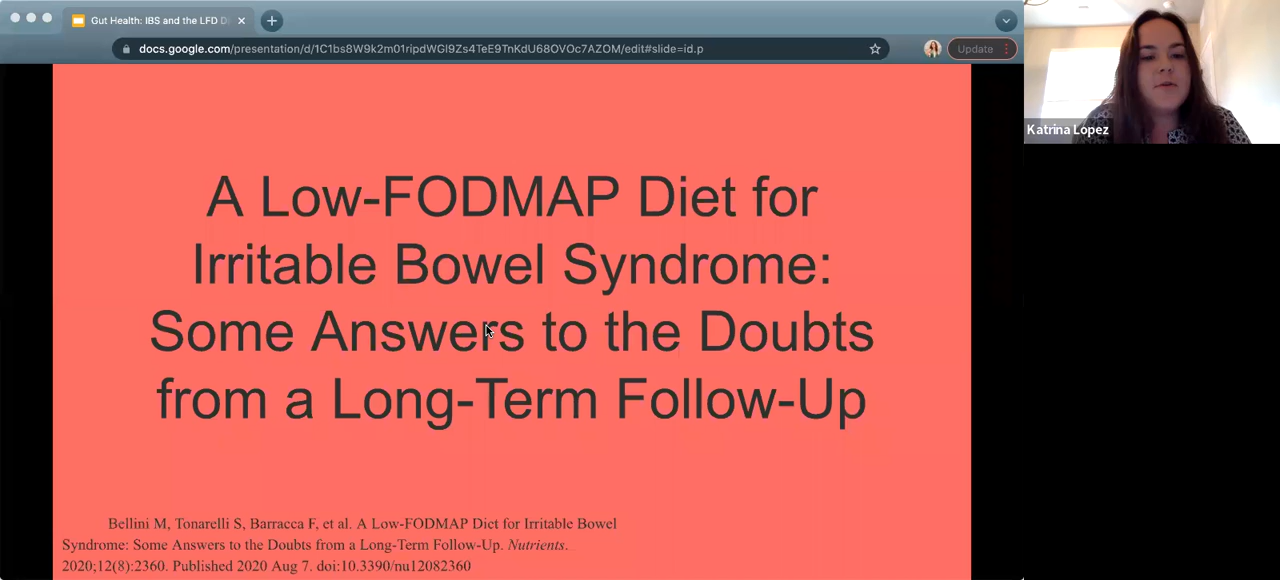 Gut Health: IBS and the LFD
docs.google.com/presentation/d/1C1bs8W9k2m01ripdWGl9Zs4TeE9TnKdU68OVOc7AZOM/edit#slide=id.p
Update
Katrina Lopez
A Low-FODMAP Diet for
Irritable Bowel Syndrome:
Some Answers to the Doubts
from a Long-Term Follow-Up
Bellini M, Tonarelli S, Barracca F, et al. A Low-FODMAP Diet for Irritable Bowel
Syndrome: Some Answers to the Doubts from a Long-Term Follow-Up. Nutrients.
2020;12(8):2360. Published 2020 Aug 7. doi:10.3390/nu12082360